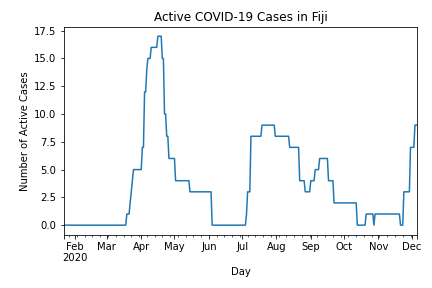 Active COVID-19 Cases in Fiji
17.5
15.0
12.5
10.0
7.5
5.0
2.5
0.0
Number of Active Cases
Feb Mar Apr May Jun Jul Aug Sep Oct Nov Dec
2020
Day